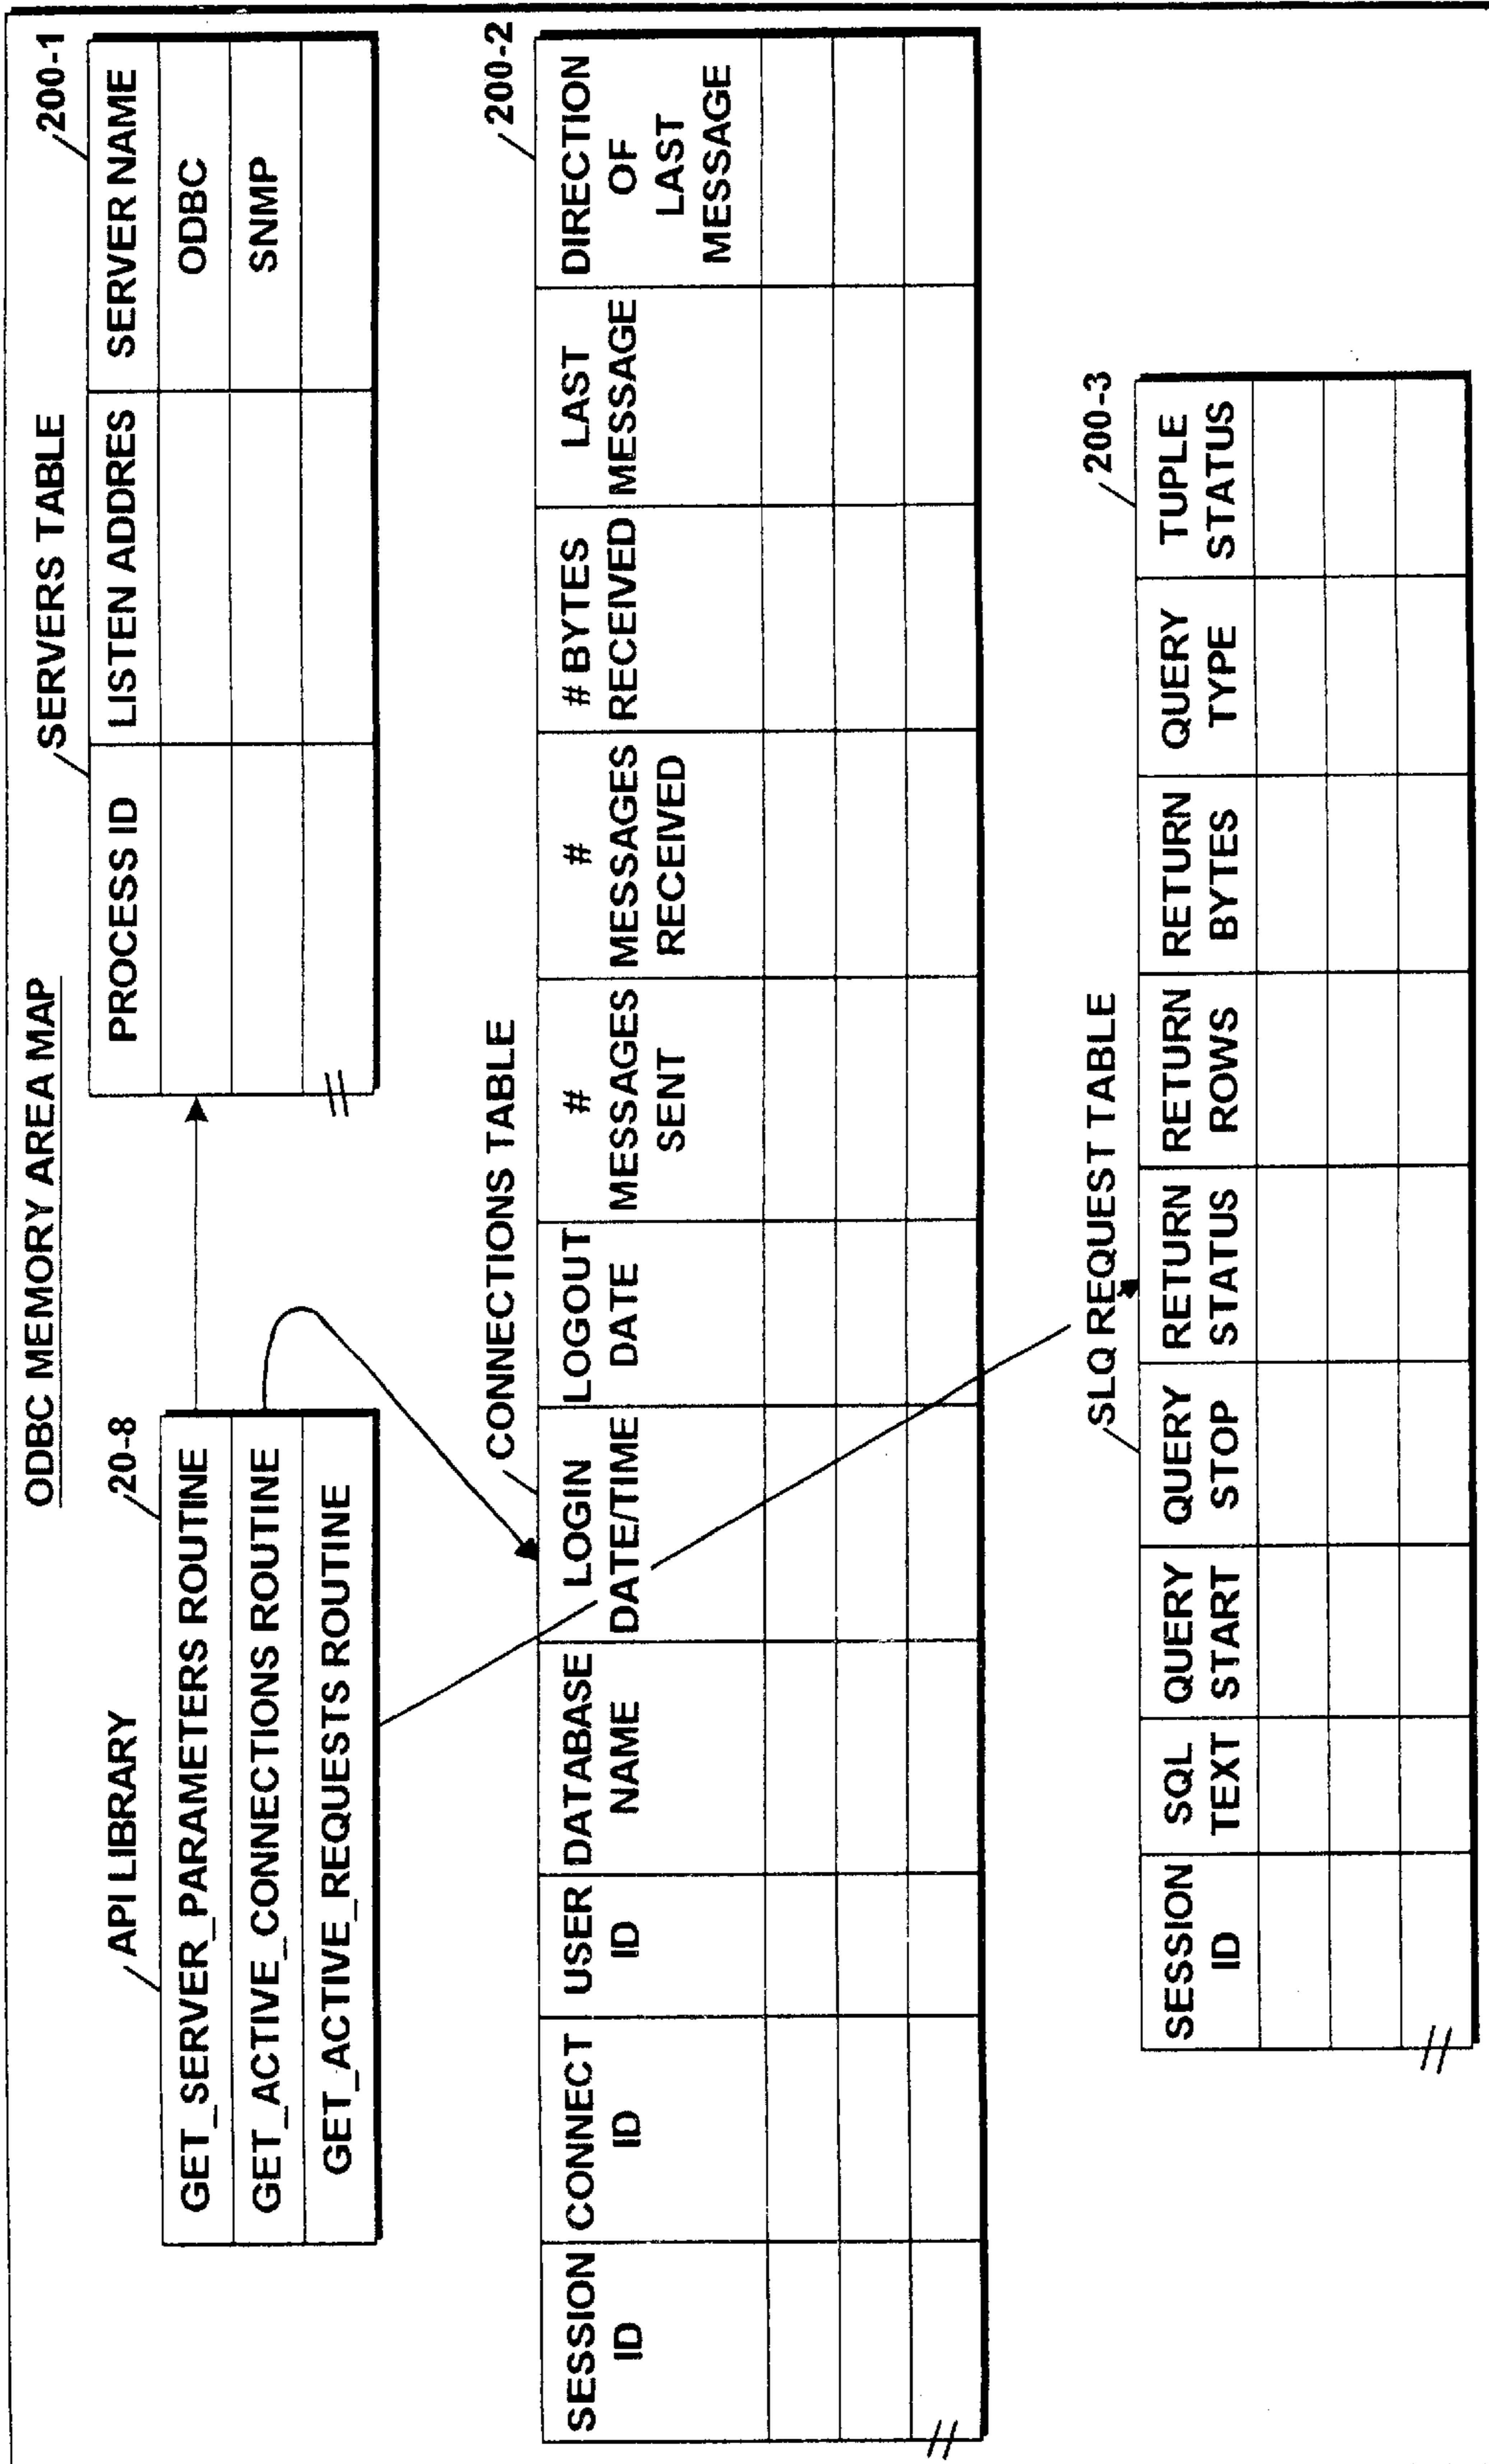 ODBC MEMORY AREA MAP
API LIBRARY
20-8
GET_SERVER_PARAMETERS ROUTINE
GET_ACTIVE_CONNECTIONS ROUTINE
GET_ACTIVE_REQUESTS ROUTINE
SERVERS TABLE
200-1
PROCESS ID
LISTEN ADDRES
SERVER NAME
ODBC
SNMP
CONNECTIONS TABLE
200-2
SESSION
ID
CONNECT
ID
USER
ID
DATABASE
NAME
LOGIN
DATE/TIME
LOGOUT
DATE
#
MESSAGES
SENT
#
MESSAGES
RECEIVED
# BYTES
RECEIVED
LAST
MESSAGE
DIRECTION
OF
LAST
MESSAGE
SLQ REQUEST TABLE
200-3
SESSION
ID
SQL
TEXT
QUERY
START
QUERY
STOP
RETURN
STATUS
RETURN
ROWS
RETURN
BYTES
QUERY
TYPE
TUPLE
STATUS